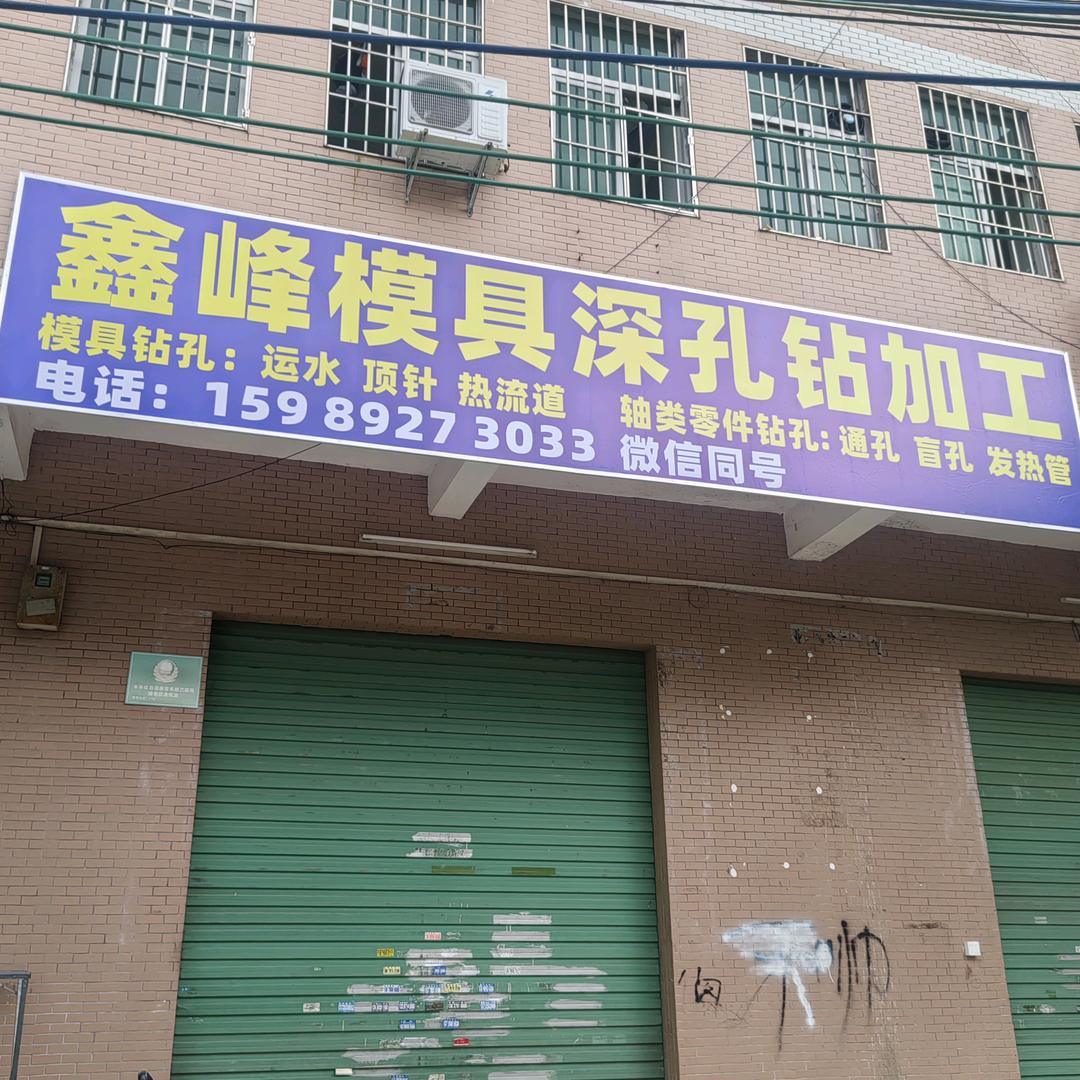 鑫峰模具深孔钻加工
模具钻孔：运水 顶针 热流道 轴类零件钻孔：通孔 盲孔 发热管
电话：159 8927 3033 微信同号
帅